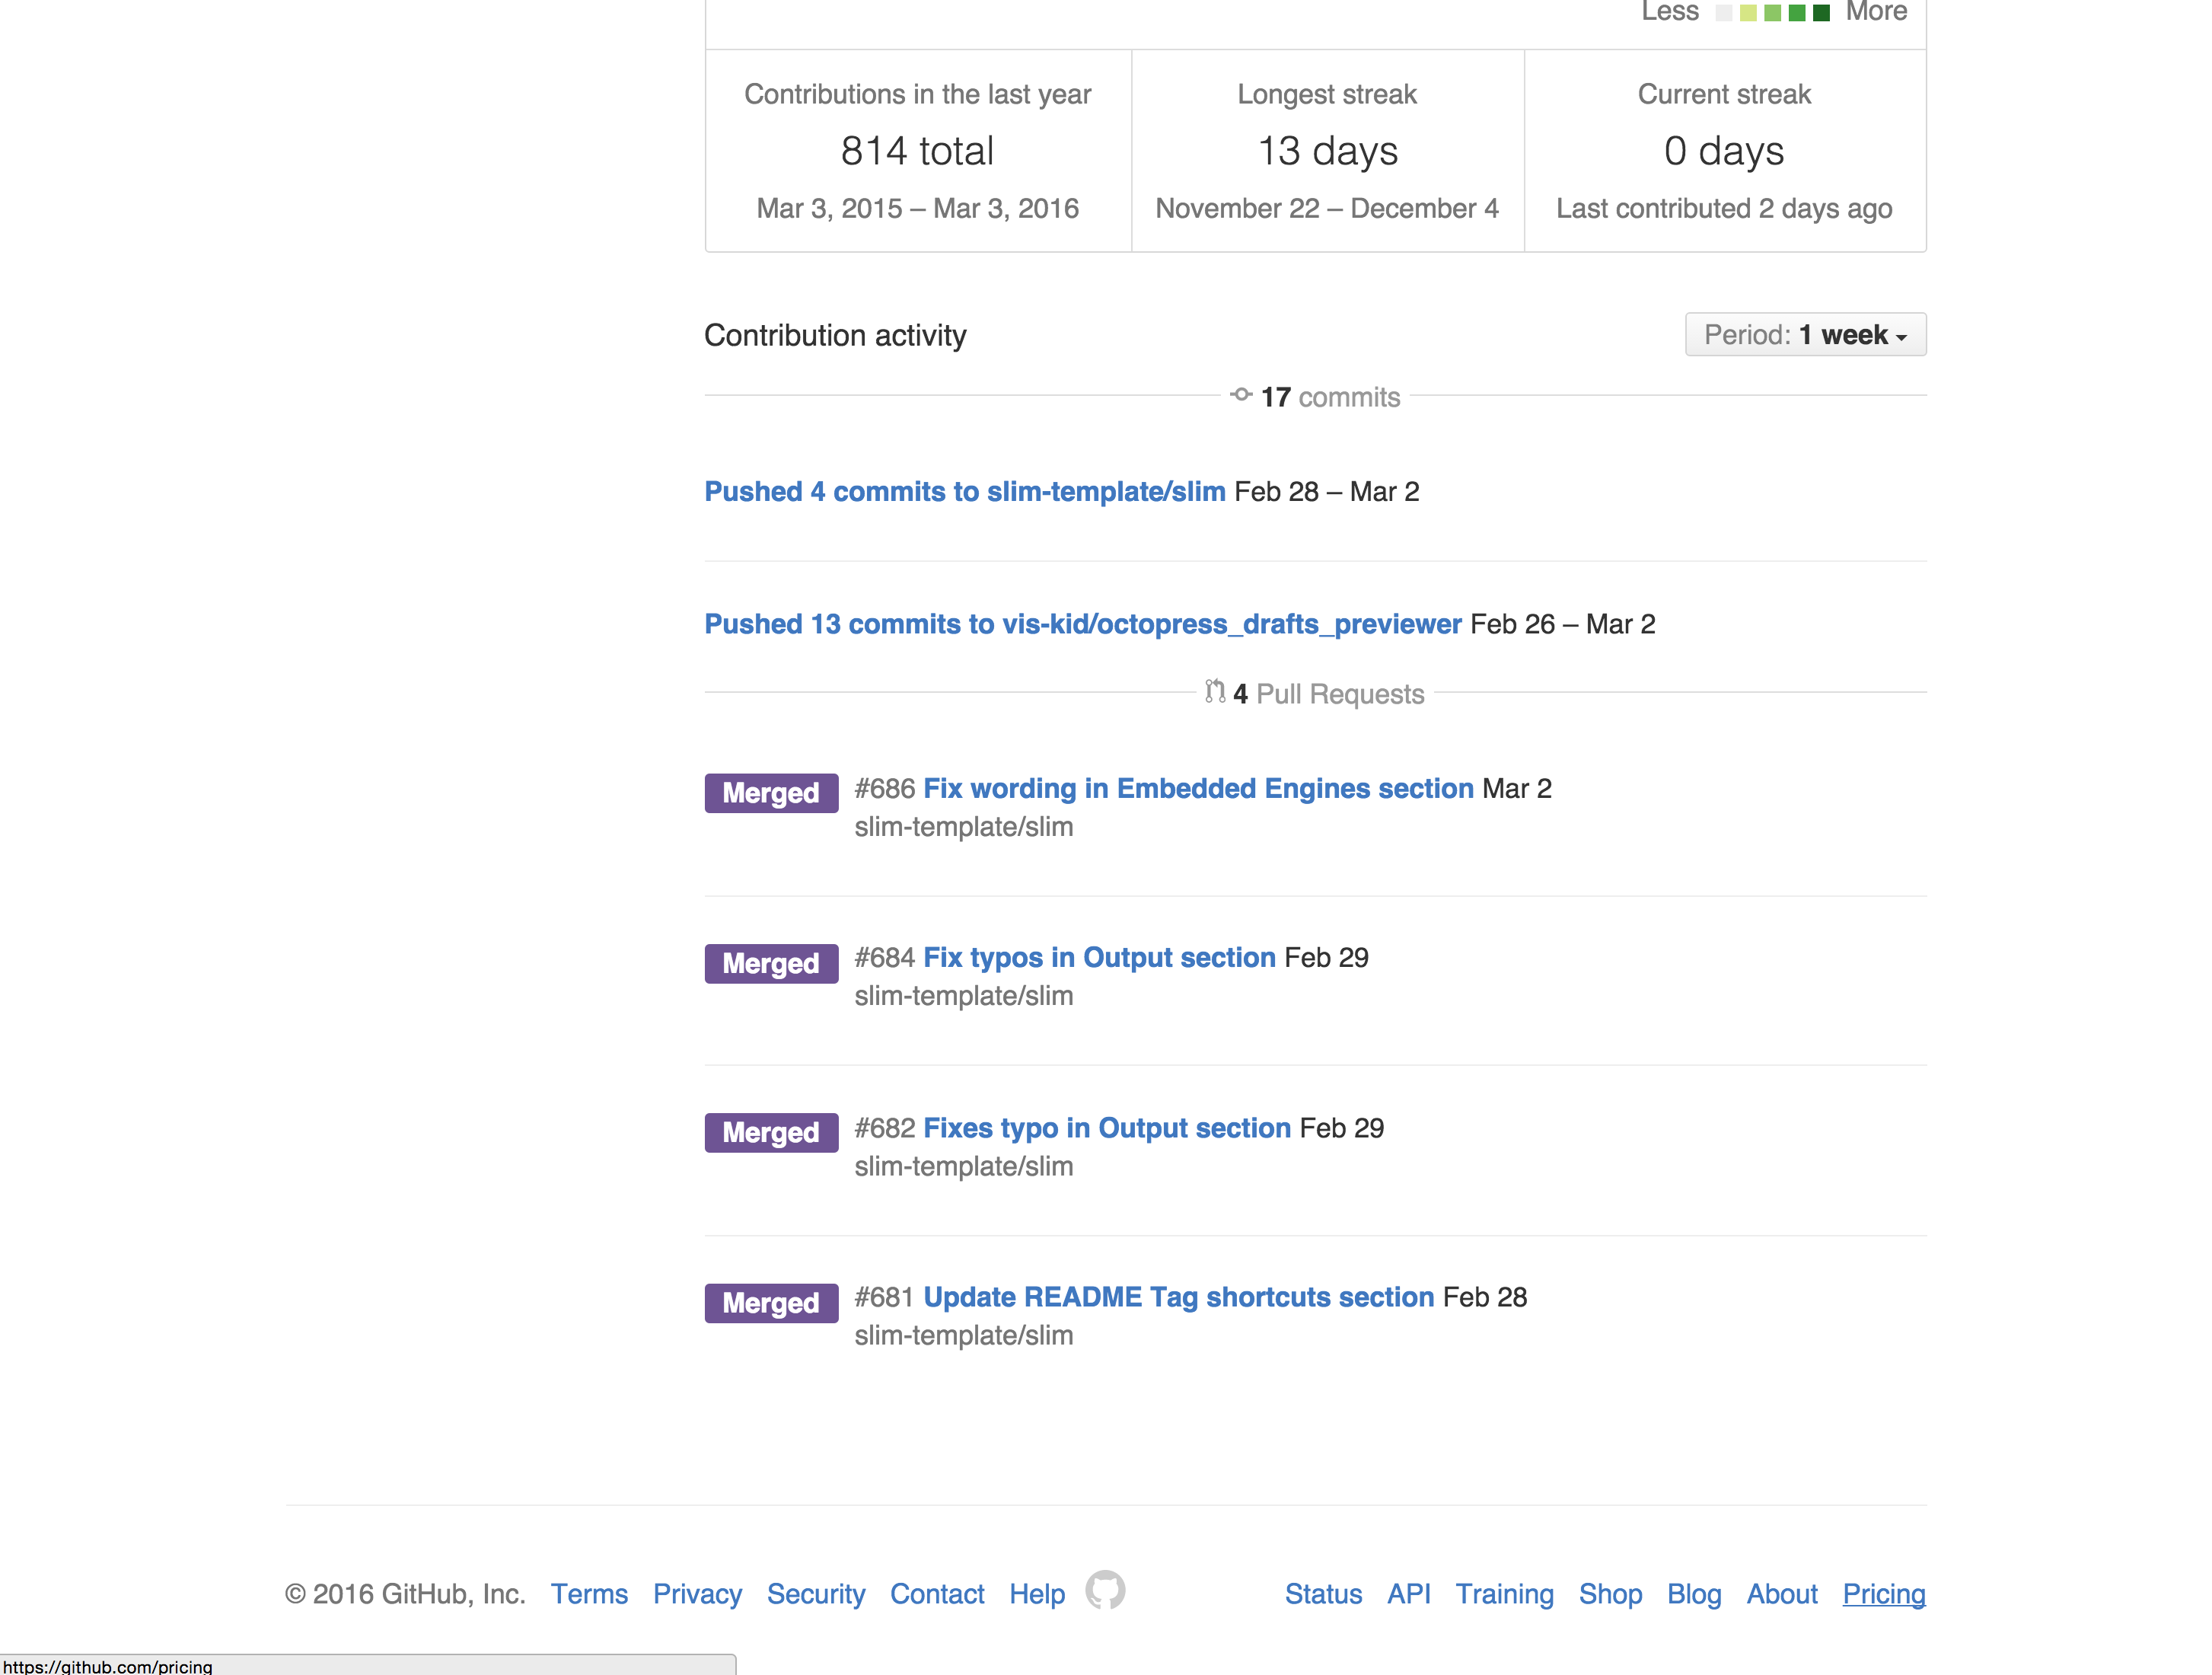 Less More
Contributions in the last year
814 total
Mar 3, 2015 – Mar 3, 2016
Longest streak
13 days
November 22 – December 4
Current streak
0 days
Last contributed 2 days ago
Contribution activity
Period: 1 week
17 commits
Pushed 4 commits to slim-template/slim Feb 28 – Mar 2
Pushed 13 commits to vis-kid/octopress_drafts_previewer Feb 26 – Mar 2
4 Pull Requests
Merged #686 Fix wording in Embedded Engines section Mar 2
slim-template/slim
Merged #684 Fix typos in Output section Feb 29
slim-template/slim
Merged #682 Fixes typo in Output section Feb 29
slim-template/slim
Merged #681 Update README Tag shortcuts section Feb 28
slim-template/slim
© 2016 GitHub, Inc. Terms Privacy Security Contact Help Status API Training Shop Blog About Pricing
https://github.com/pricing